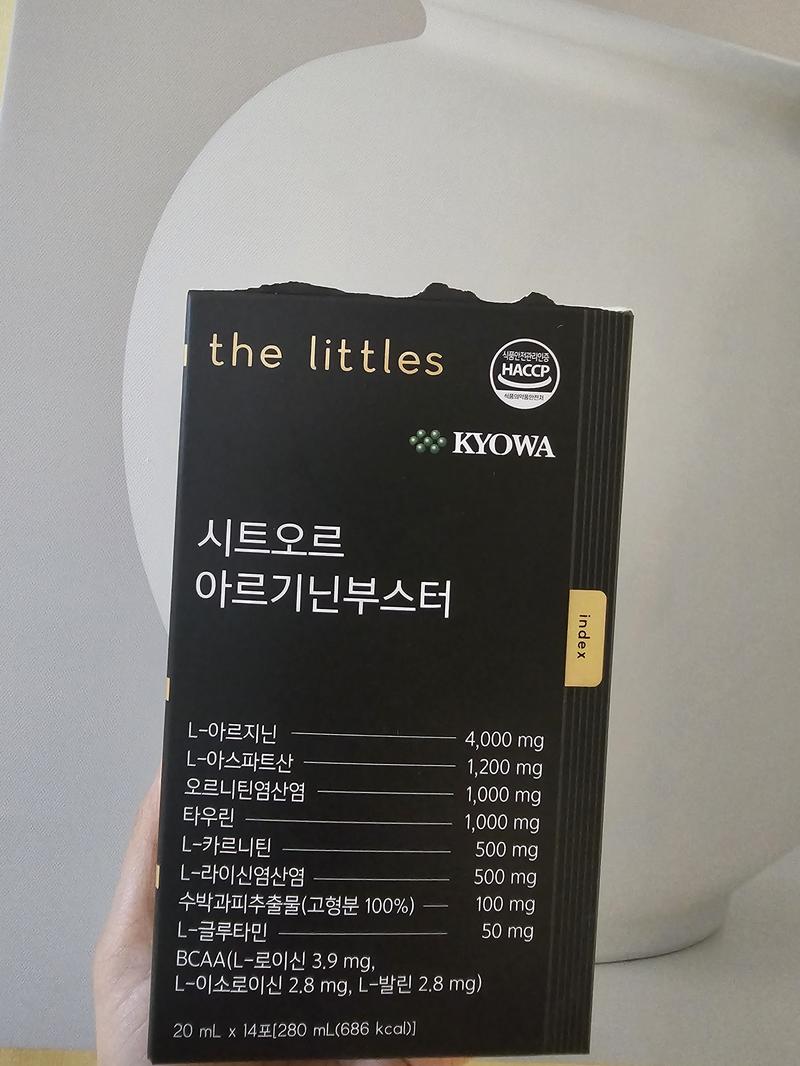 the littles
식품안전관리인증
HACCP
식품의약품안전처
KYOWA
시트오르
아르기닌부스터
index
L-아르지닌 4,000 mg
L-아스파트산 1,200 mg
오르니틴염산염 1,000 mg
타우린 1,000 mg
L-카르니틴 500 mg
L-라이신염산염 500 mg
수박과피추출물(고형분 100%) 100 mg
L-글루타민 50 mg
BCAA(L-로이신 3.9 mg,
L-이소로이신 2.8 mg, L-발린 2.8 mg)
20 mL x 14포[280 mL(686 kcal)]